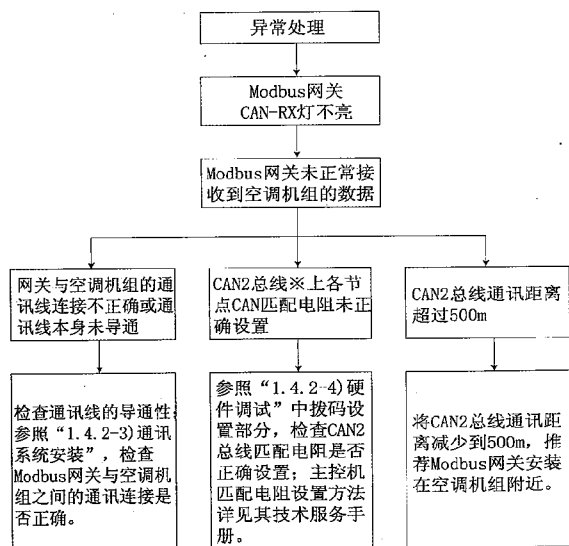 异常处理
Modbus网关
CAN-RX灯不亮
Modbus网关未正常接
收到空调机组的数据
网关与空调机组的通
讯线连接不正确或通
讯线本身未导通
CAN2总线※上各节
点CAN匹配电阻未正
确设置
CAN2总线通讯距离
超过500m
检查通讯线的导通性;
参照“1.4.2-3)通讯
系统安装”, 检查
Modbus网关与空调机
组之间的通讯连接是
否正确。
参照“1.4.2-4)硬
件调试”中拨码设
置部分, 检查CAN2
总线匹配电阻是否
正确设置; 主控机
匹配电阻设置方法
详见其技术服务手
册。
将CAN2总线通讯距
离减少到500m, 推
荐Modbus网关安装
在空调机组附近。